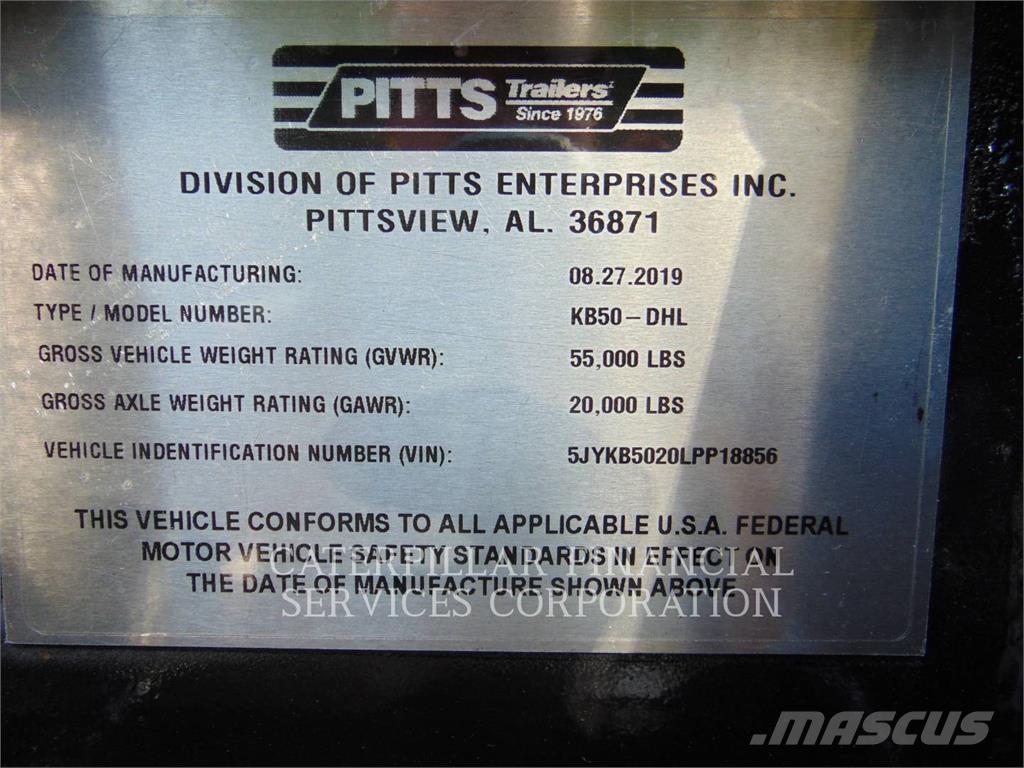 PITTS Trailers
Since 1976
DIVISION OF PITTS ENTERPRISES INC.
PITTSVIEW, AL. 36871
DATE OF MANUFACTURING: 08.27.2019
TYPE / MODEL NUMBER: KB50-DHL
GROSS VEHICLE WEIGHT RATING (GVWR): 55,000 LBS
GROSS AXLE WEIGHT RATING (GAWR): 20,000 LBS
VEHICLE INDENTIFICATION NUMBER (VIN): 5JYKB5020LPP18856
THIS VEHICLE CONFORMS TO ALL APPLICABLE U.S.A. FEDERAL
MOTOR VEHICLE SAFETY STANDARDS IN EFFECT ON
THE DATE OF MANUFACTURE SHOWN ABOVE
CATERPILLAR FINANCIAL
SERVICES CORPORATION
MASCUS